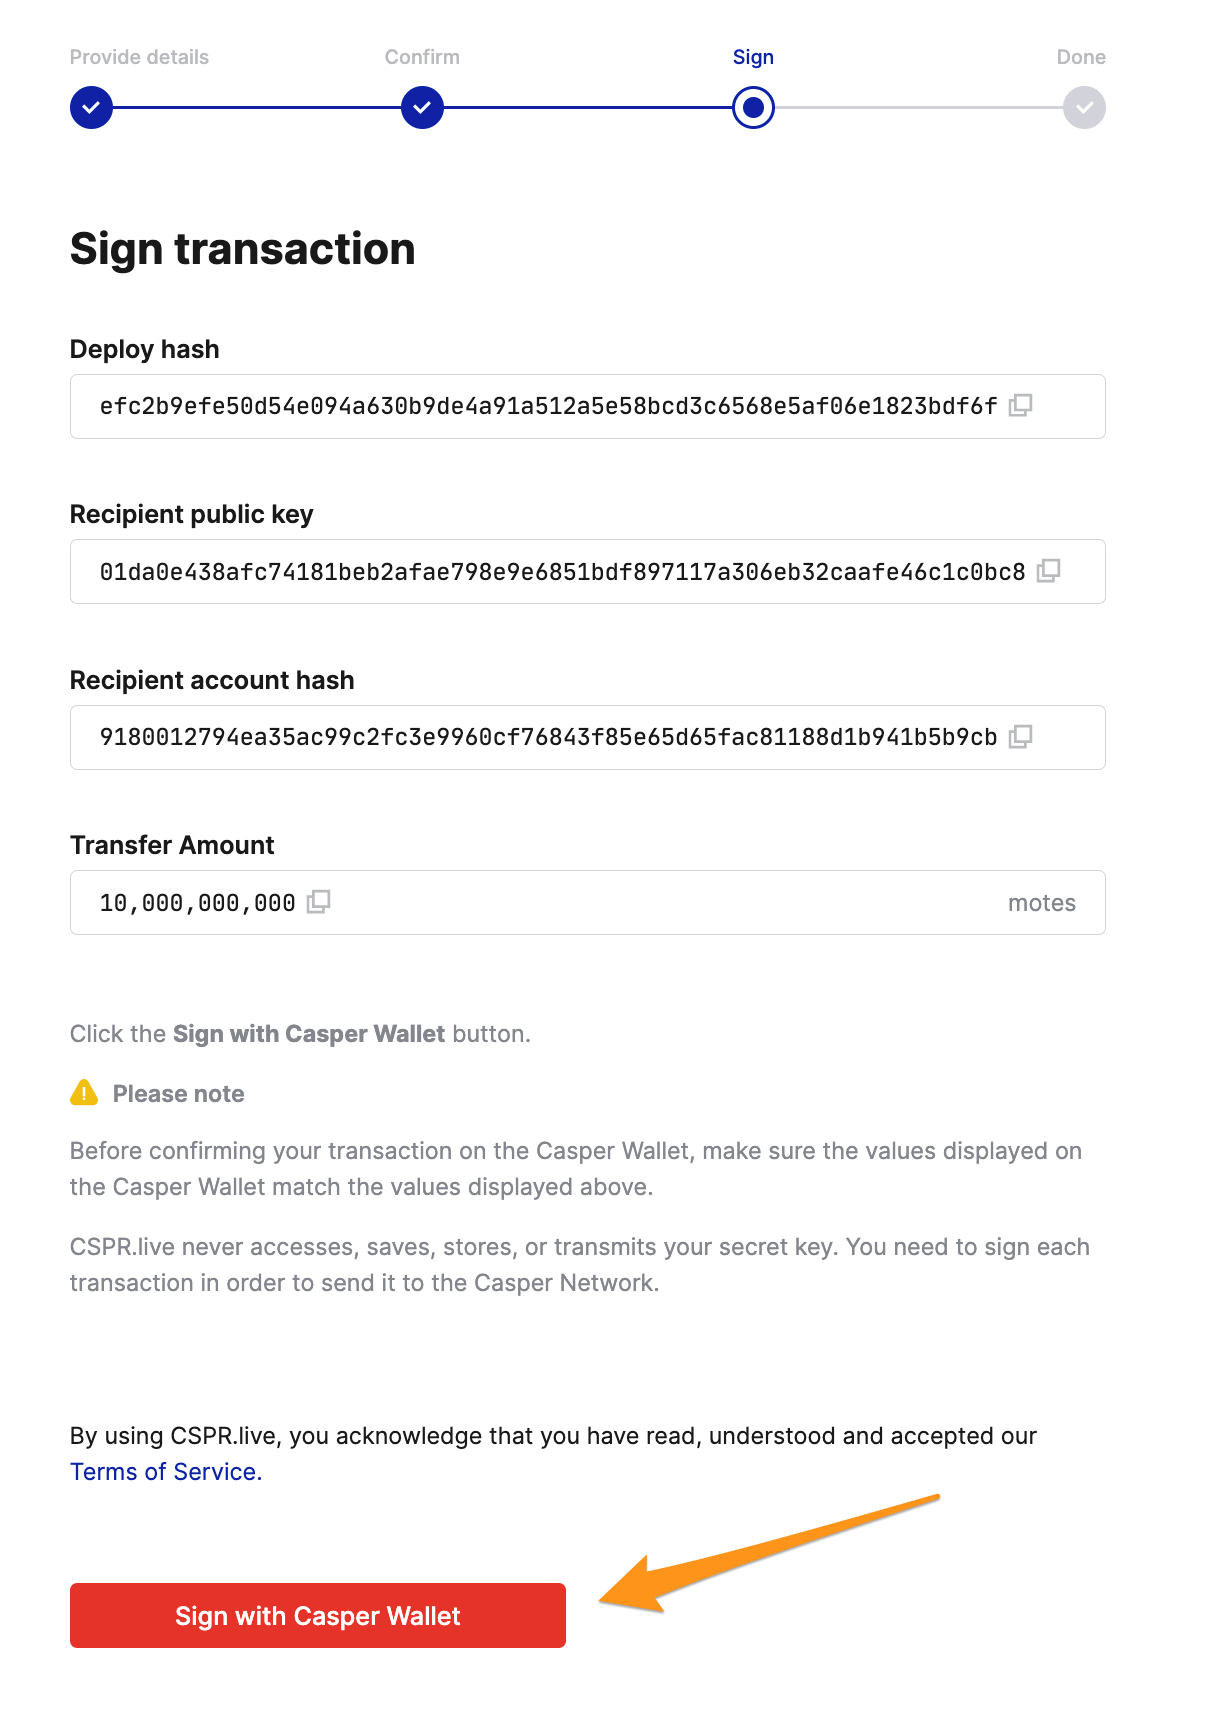 Provide details Confirm Sign Done
Sign transaction
Deploy hash
efc2b9efe50d54e094a630b9de4a91a512a5e58bcd3c6568e5af06e1823bdf6f
Recipient public key
01da0e438afc74181beb2afae798e9e6851bdf897117a306eb32caafe46c1c0bc8
Recipient account hash
9180012794ea35ac99c2fc3e9960cf76843f85e65d65fac81188d1b941b5b9cb
Transfer Amount
10,000,000,000 motes
Click the Sign with Casper Wallet button.
Please note
Before confirming your transaction on the Casper Wallet, make sure the values displayed on
the Casper Wallet match the values displayed above.
CSPR.live never accesses, saves, stores, or transmits your secret key. You need to sign each
transaction in order to send it to the Casper Network.
By using CSPR.live, you acknowledge that you have read, understood and accepted our
Terms of Service.
Sign with Casper Wallet